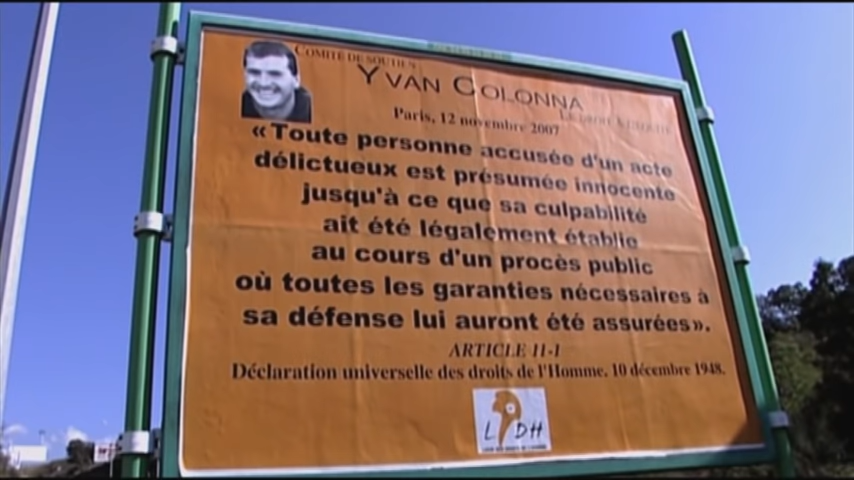 COMITÉ DE SOUTIEN
YVAN COLONNA
Paris, 12 novembre 2007
«Toute personne accusée d'un acte
délictueux est présumée innocente
jusqu'à ce que sa culpabilité
ait été légalement établie
au cours d'un procès public
où toutes les garanties nécessaires à
sa défense lui auront été assurées».
ARTICLE 11-1
Déclaration universelle des droits de l'Homme. 10 décembre 1948.
L DH